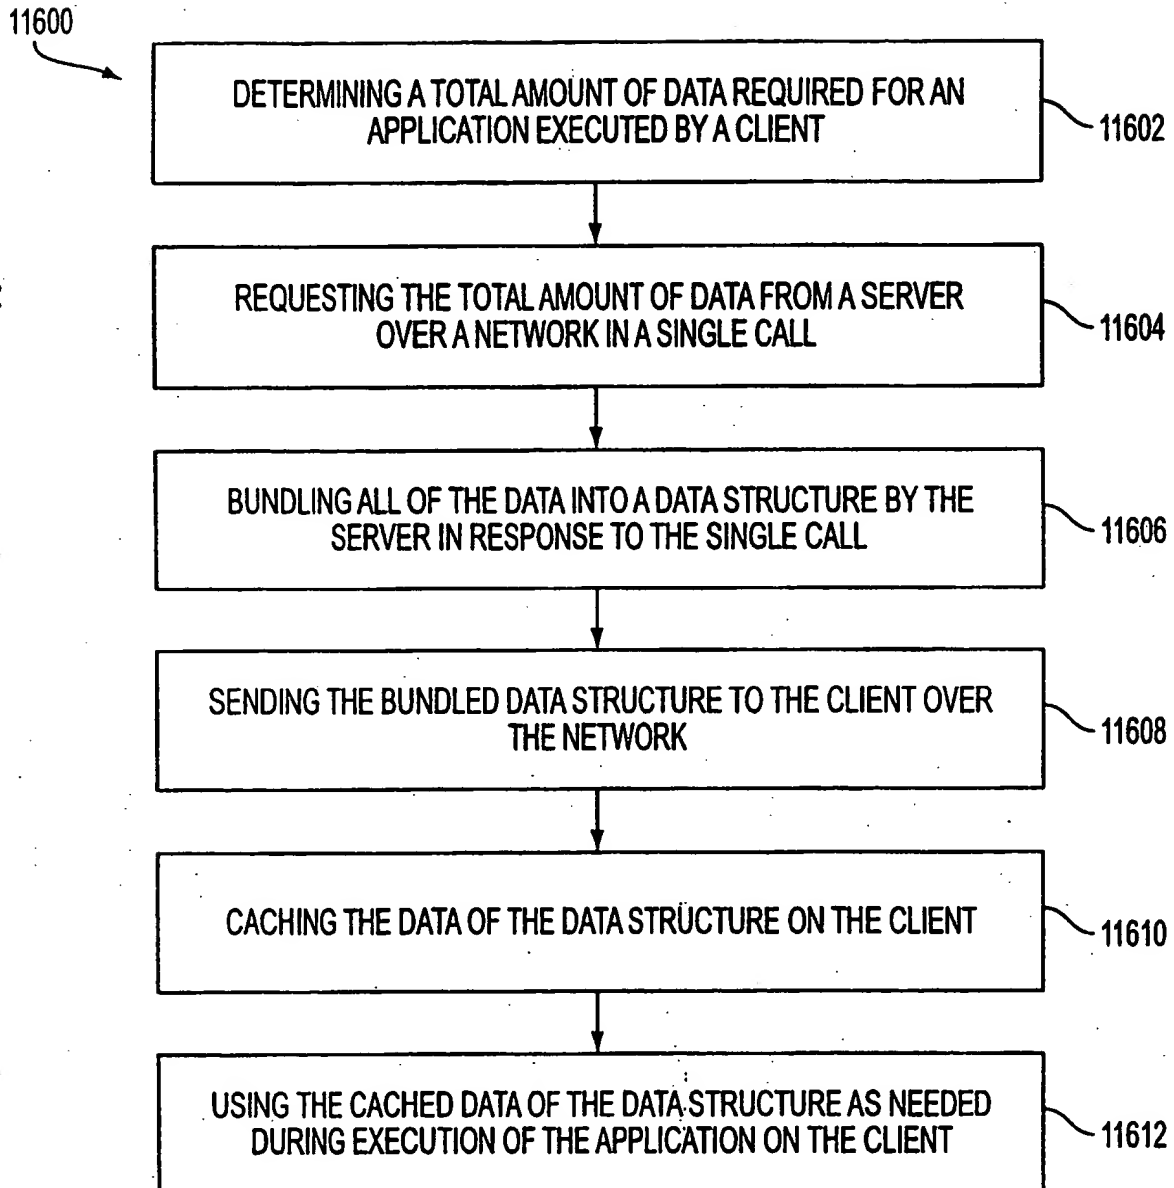 11600
DETERMINING A TOTAL AMOUNT OF DATA REQUIRED FOR AN
APPLICATION EXECUTED BY A CLIENT
11602
REQUESTING THE TOTAL AMOUNT OF DATA FROM A SERVER
OVER A NETWORK IN A SINGLE CALL
11604
BUNDLING ALL OF THE DATA INTO A DATA STRUCTURE BY THE
SERVER IN RESPONSE TO THE SINGLE CALL
11606
SENDING THE BUNDLED DATA STRUCTURE TO THE CLIENT OVER
THE NETWORK
11608
CACHING THE DATA OF THE DATA STRUCTURE ON THE CLIENT
11610
USING THE CACHED DATA OF THE DATA STRUCTURE AS NEEDED
DURING EXECUTION OF THE APPLICATION ON THE CLIENT
11612